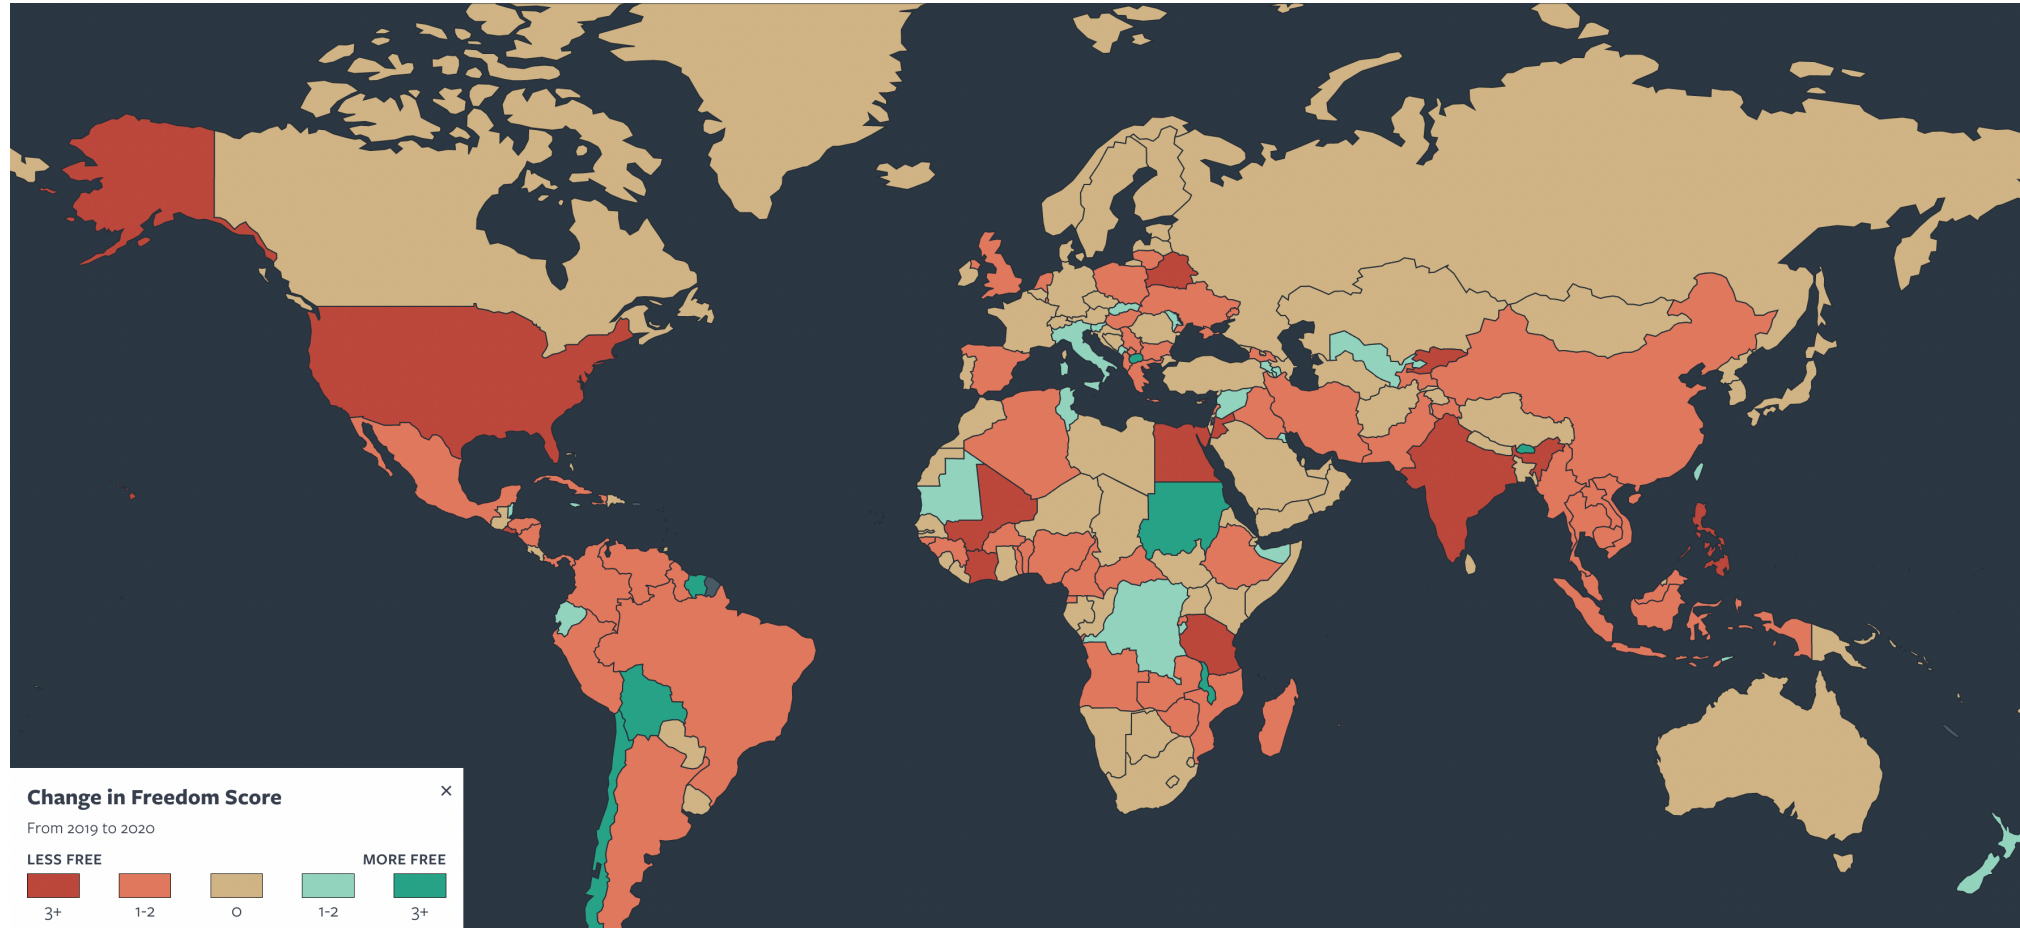 Change in Freedom Score
×
From 2019 to 2020
LESS FREE MORE FREE
3+ 1-2 0 1-2 3+